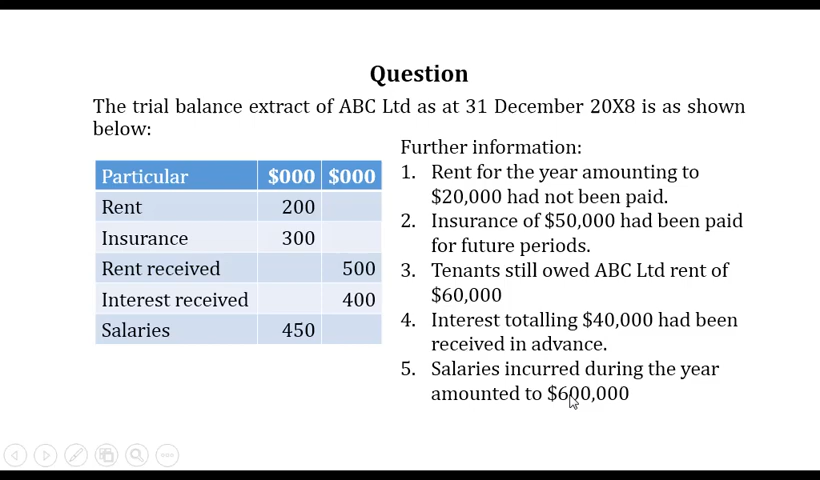 Question
The trial balance extract of ABC Ltd as at 31 December 20X8 is as shown
below:
Particular $000 $000
Rent 200
Insurance 300
Rent received 500
Interest received 400
Salaries 450
Further information:
1. Rent for the year amounting to
$20,000 had not been paid.
2. Insurance of $50,000 had been paid
for future periods.
3. Tenants still owed ABC Ltd rent of
$60,000
4. Interest totalling $40,000 had been
received in advance.
5. Salaries incurred during the year
amounted to $600,000